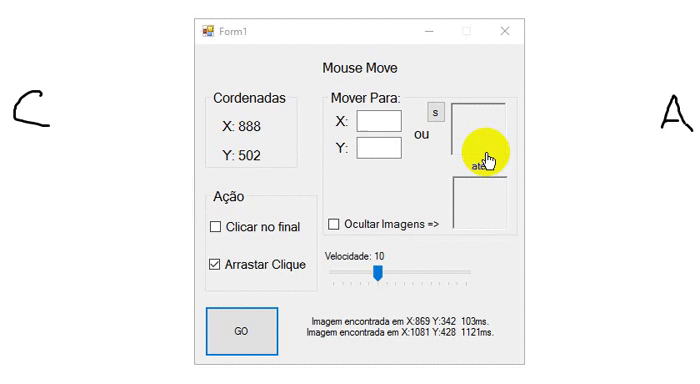 Form1
Mouse Move
Cordenadas
X: 888
Y: 502
Mover Para:
X:
Y:
s
ou
até
Ocultar Imagens =>
Ação
Clicar no final
Arrastar Clique
Velocidade: 10
GO
Imagem encontrada em X:869 Y:342 103ms.
Imagem encontrada em X:1081 Y:428 1121ms.
C
A